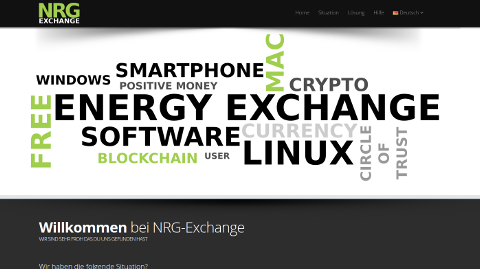 NRG
EXCHANGE
Home Situation Lösung Hilfe Deutsch
MAC
SMARTPHONE
WINDOWS
POSITIVE MONEY
CRYPTO
FREE
ENERGY EXCHANGE
SOFTWARE
CURRENCY
CIRCLE
OF
TRUST
BLOCKCHAIN
USER
LINUX
Willkommen bei NRG-Exchange
WIR SIND SEHR FROH DAS DU UNS GEFUNDEN HAST
Wir haben die folgende Situation?